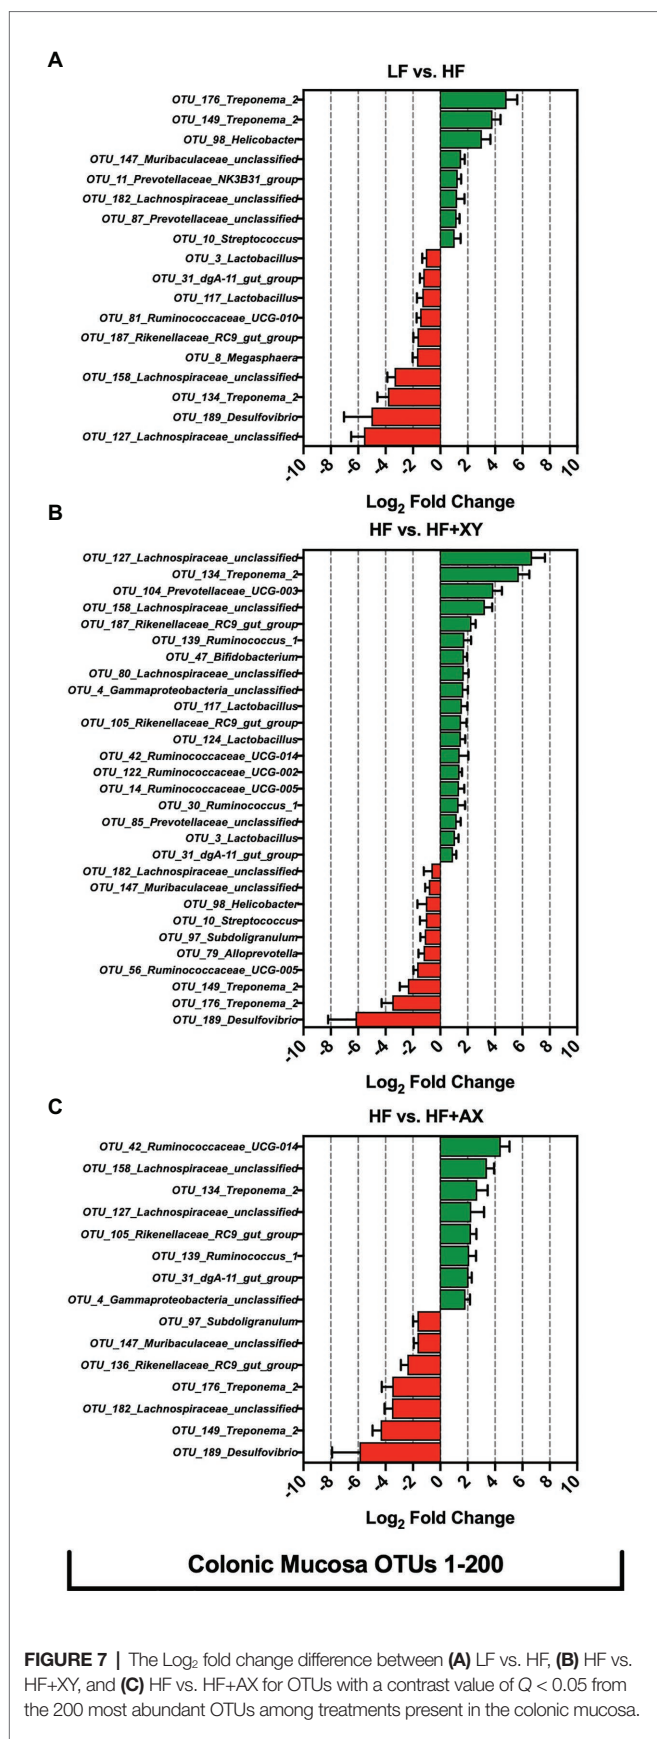 A
LF vs. HF
OTU_176_Treponema_2
OTU_149_Treponema_2
OTU_98_Helicobacter
OTU_147_Muribaculaceae_unclassified
OTU_11_Prevotellaceae_NK3B31_group
OTU_182_Lachnospiraceae_unclassified
OTU_87_Prevotellaceae_unclassified
OTU_10_Streptococcus
OTU_3_Lactobacillus
OTU_31_dgA-11_gut_group
OTU_117_Lactobacillus
OTU_81_Ruminococcaceae_UCG-010
OTU_187_Rikenellaceae_RC9_gut_group
OTU_8_Megasphaera
OTU_158_Lachnospiraceae_unclassified
OTU_134_Treponema_2
OTU_189_Desulfovibrio
OTU_127_Lachnospiraceae_unclassified
-10 -8 -6 -4 -2 0 2 4 6 8 10
Log₂ Fold Change
B
HF vs. HF+XY
OTU_127_Lachnospiraceae_unclassified
OTU_134_Treponema_2
OTU_104_Prevotellaceae_UCG-003
OTU_158_Lachnospiraceae_unclassified
OTU_187_Rikenellaceae_RC9_gut_group
OTU_139_Ruminococcus_1
OTU_47_Bifidobacterium
OTU_80_Lachnospiraceae_unclassified
OTU_4_Gammaproteobacteria_unclassified
OTU_117_Lactobacillus
OTU_105_Rikenellaceae_RC9_gut_group
OTU_124_Lactobacillus
OTU_42_Ruminococcaceae_UCG-014
OTU_122_Ruminococcaceae_UCG-002
OTU_14_Ruminococcaceae_UCG-005
OTU_30_Ruminococcus_1
OTU_85_Prevotellaceae_unclassified
OTU_3_Lactobacillus
OTU_31_dgA-11_gut_group
OTU_182_Lachnospiraceae_unclassified
OTU_147_Muribaculaceae_unclassified
OTU_98_Helicobacter
OTU_10_Streptococcus
OTU_97_Subdoligranulum
OTU_79_Alloprevotella
OTU_56_Ruminococcaceae_UCG-005
OTU_149_Treponema_2
OTU_176_Treponema_2
OTU_189_Desulfovibrio
-10 -8 -6 -4 -2 0 2 4 6 8 10
Log₂ Fold Change
C
HF vs. HF+AX
OTU_42_Ruminococcaceae_UCG-014
OTU_158_Lachnospiraceae_unclassified
OTU_134_Treponema_2
OTU_127_Lachnospiraceae_unclassified
OTU_105_Rikenellaceae_RC9_gut_group
OTU_139_Ruminococcus_1
OTU_31_dgA-11_gut_group
OTU_4_Gammaproteobacteria_unclassified
OTU_97_Subdoligranulum
OTU_147_Muribaculaceae_unclassified
OTU_136_Rikenellaceae_RC9_gut_group
OTU_176_Treponema_2
OTU_182_Lachnospiraceae_unclassified
OTU_149_Treponema_2
OTU_189_Desulfovibrio
-10 -8 -6 -4 -2 0 2 4 6 8 10
Log₂ Fold Change
Colonic Mucosa OTUs 1-200
FIGURE 7 | The Log₂ fold change difference between (A) LF vs. HF, (B) HF vs.
HF+XY, and (C) HF vs. HF+AX for OTUs with a contrast value of Q < 0.05 from
the 200 most abundant OTUs among treatments present in the colonic mucosa.